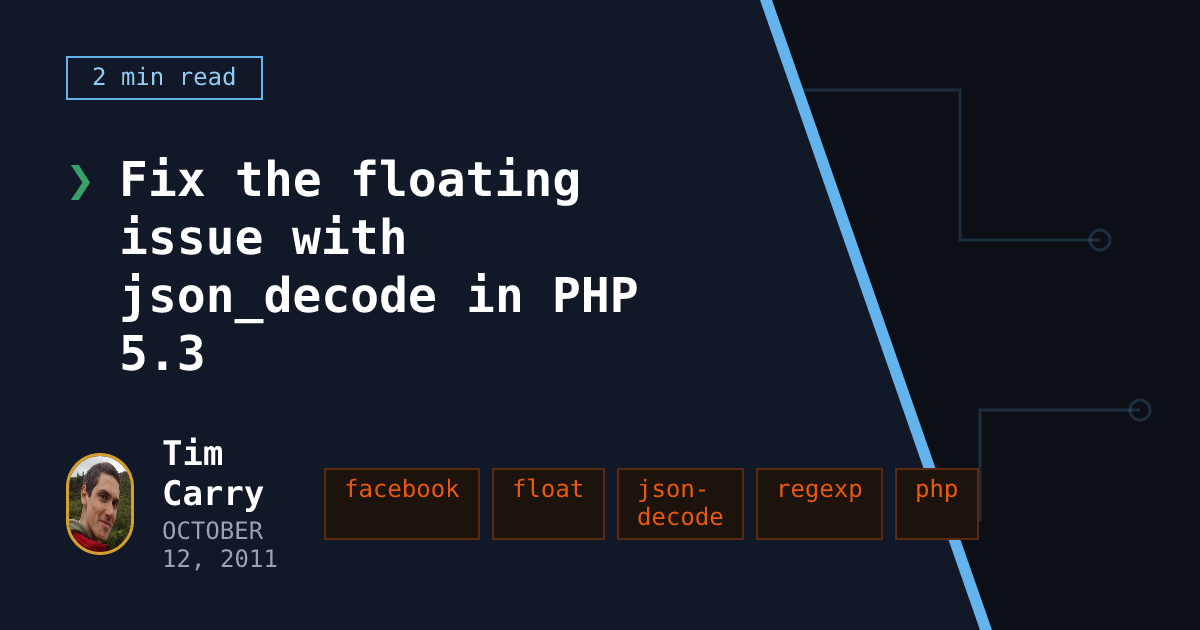 2 min read
❯ Fix the floating
issue with
json_decode in PHP
5.3
Tim
Carry
OCTOBER
12, 2011
facebook
float
json-
decode
regexp
php